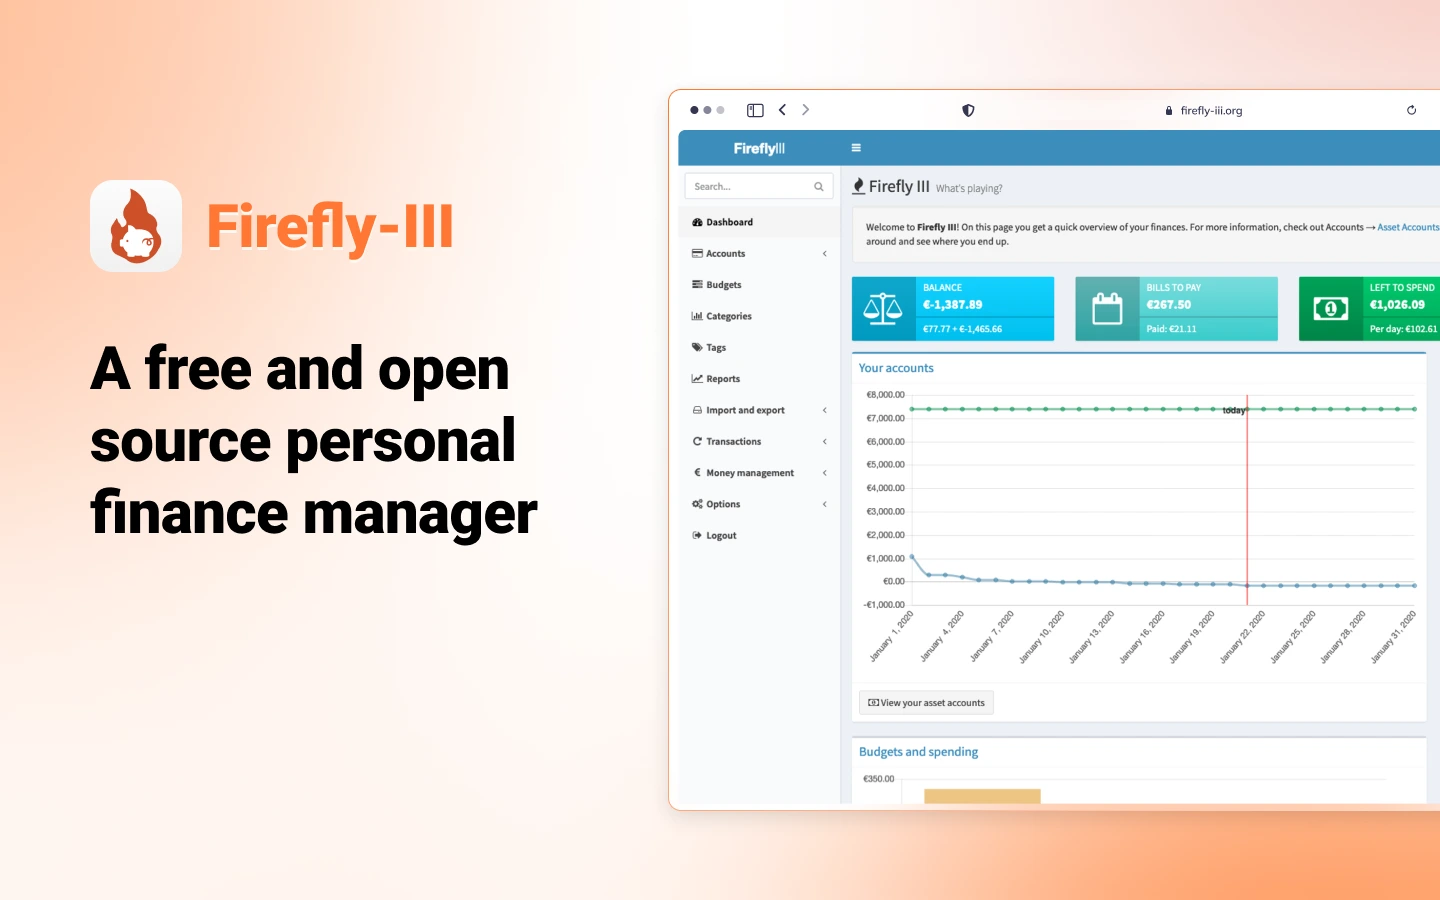 Firefly-III
A free and open
source personal
finance manager
firefly-iii.org
FireflyIII
Search...
Dashboard
Accounts
Budgets
Categories
Tags
Reports
Import and export
Transactions
Money management
Options
Logout
Firefly III What's playing?
Welcome to Firefly III! On this page you get a quick overview of your finances. For more information, check out Accounts → Asset Accounts
around and see where you end up.
BALANCE
€-1,387.89
€77.77 + €-1,465.66
BILLS TO PAY
€267.50
Paid: €21.11
LEFT TO SPEND
€1,026.09
Per day: €102.61
Your accounts
€8,000.00
€7,000.00
€6,000.00
€5,000.00
€4,000.00
€3,000.00
€2,000.00
€1,000.00
€0.00
-€1,000.00
today
January 1, 2020
January 4, 2020
January 7, 2020
January 10, 2020
January 13, 2020
January 16, 2020
January 19, 2020
January 22, 2020
January 25, 2020
January 28, 2020
January 31, 2020
View your asset accounts
Budgets and spending
€350.00